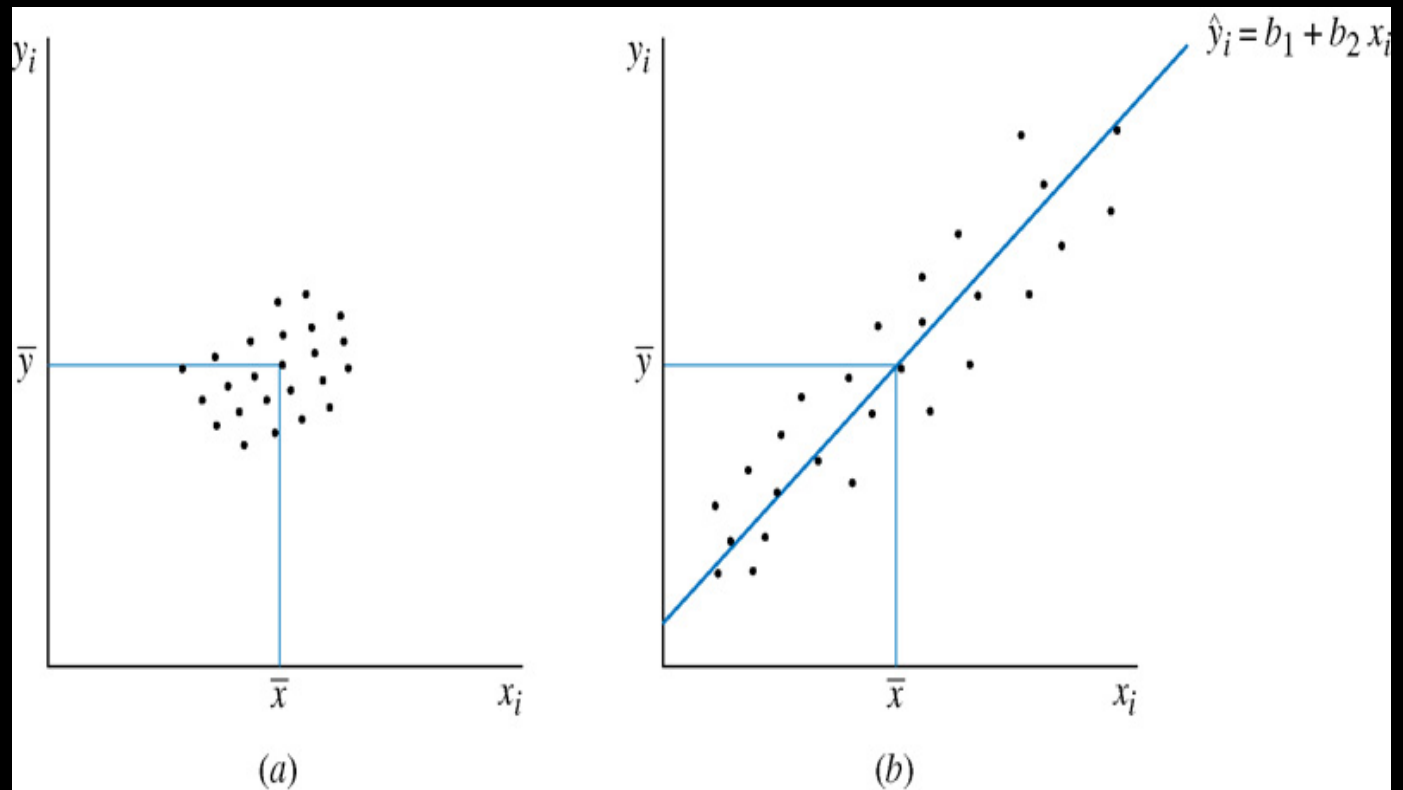 yᵢ
y̅
x̅
xᵢ
(a)
yᵢ
ŷᵢ = b₁ + b₂ xᵢ
y̅
x̅
xᵢ
(b)